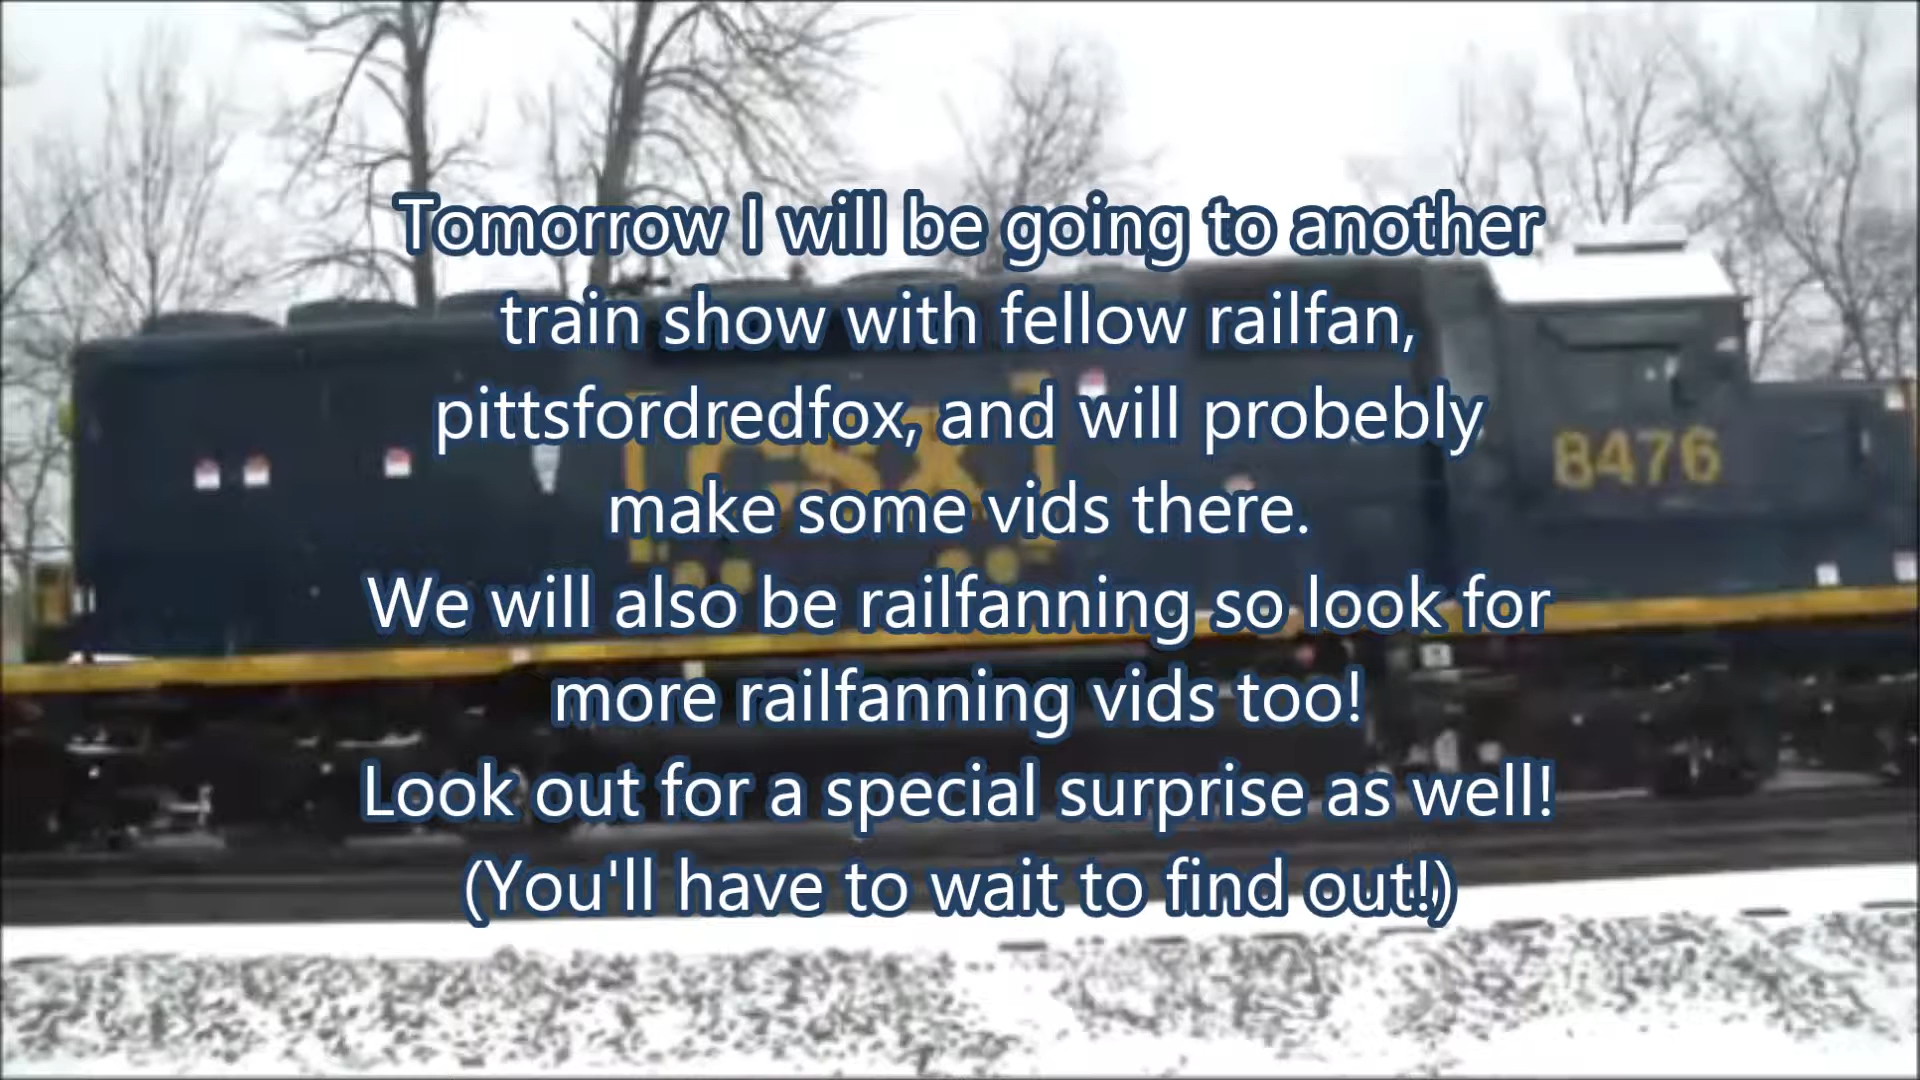 Tomorrow I will be going to another
train show with fellow railfan,
pittsfordredfox, and will probebly
make some vids there.
We will also be railfanning so look for
more railfanning vids too!
Look out for a special surprise as well!
(You'll have to wait to find out!)
CSX
8476